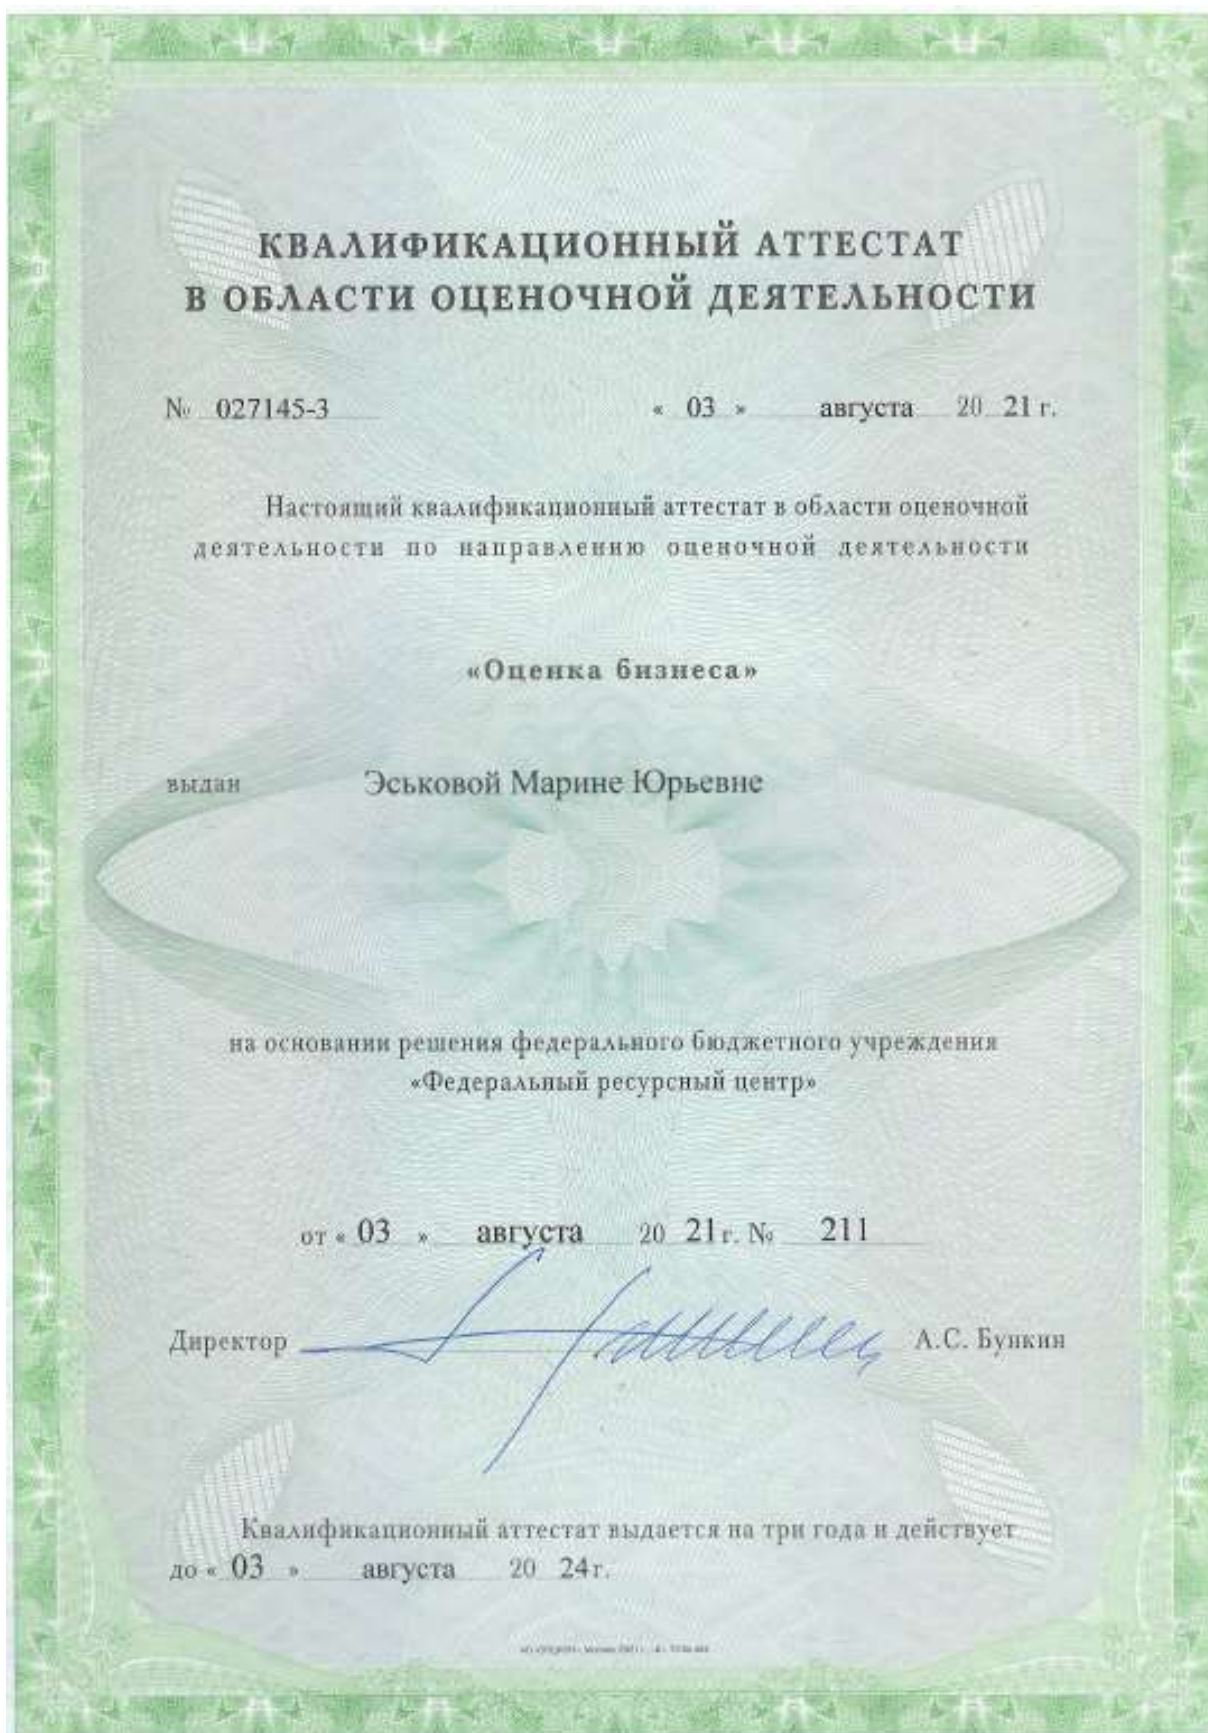 КВАЛИФИКАЦИОННЫЙ АТТЕСТАТ
В ОБЛАСТИ ОЦЕНОЧНОЙ ДЕЯТЕЛЬНОСТИ
№ 027145-3 « 03 » августа 20 21 г.
Настоящий квалификационный аттестат в области оценочной
деятельности по направлению оценочной деятельности
«Оценка бизнеса»
выдан Эськовой Марине Юрьевне
на основании решения федерального бюджетного учреждения
«Федеральный ресурсный центр»
от « 03 » августа 20 21 г. № 211
Директор А.С. Бункин
Квалификационный аттестат выдается на три года и действует
до « 03 » августа 20 24 г.